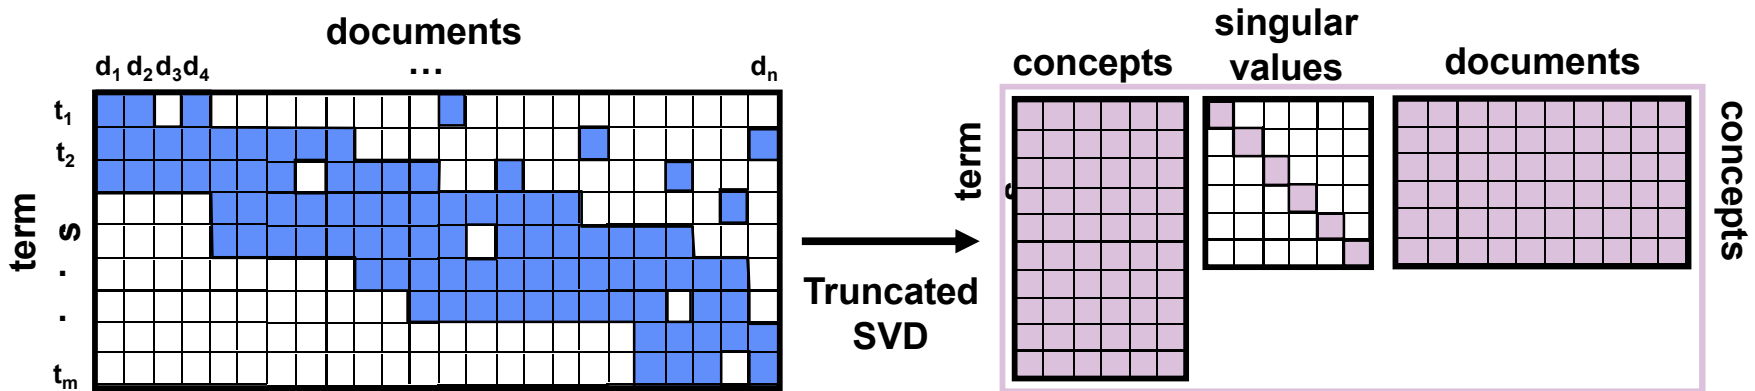 documents
d1 d2 d3 d4 ... dn
t1
t2
term
s
.
.
tm
Truncated
SVD
concepts
singular
values
documents
term
s
concepts